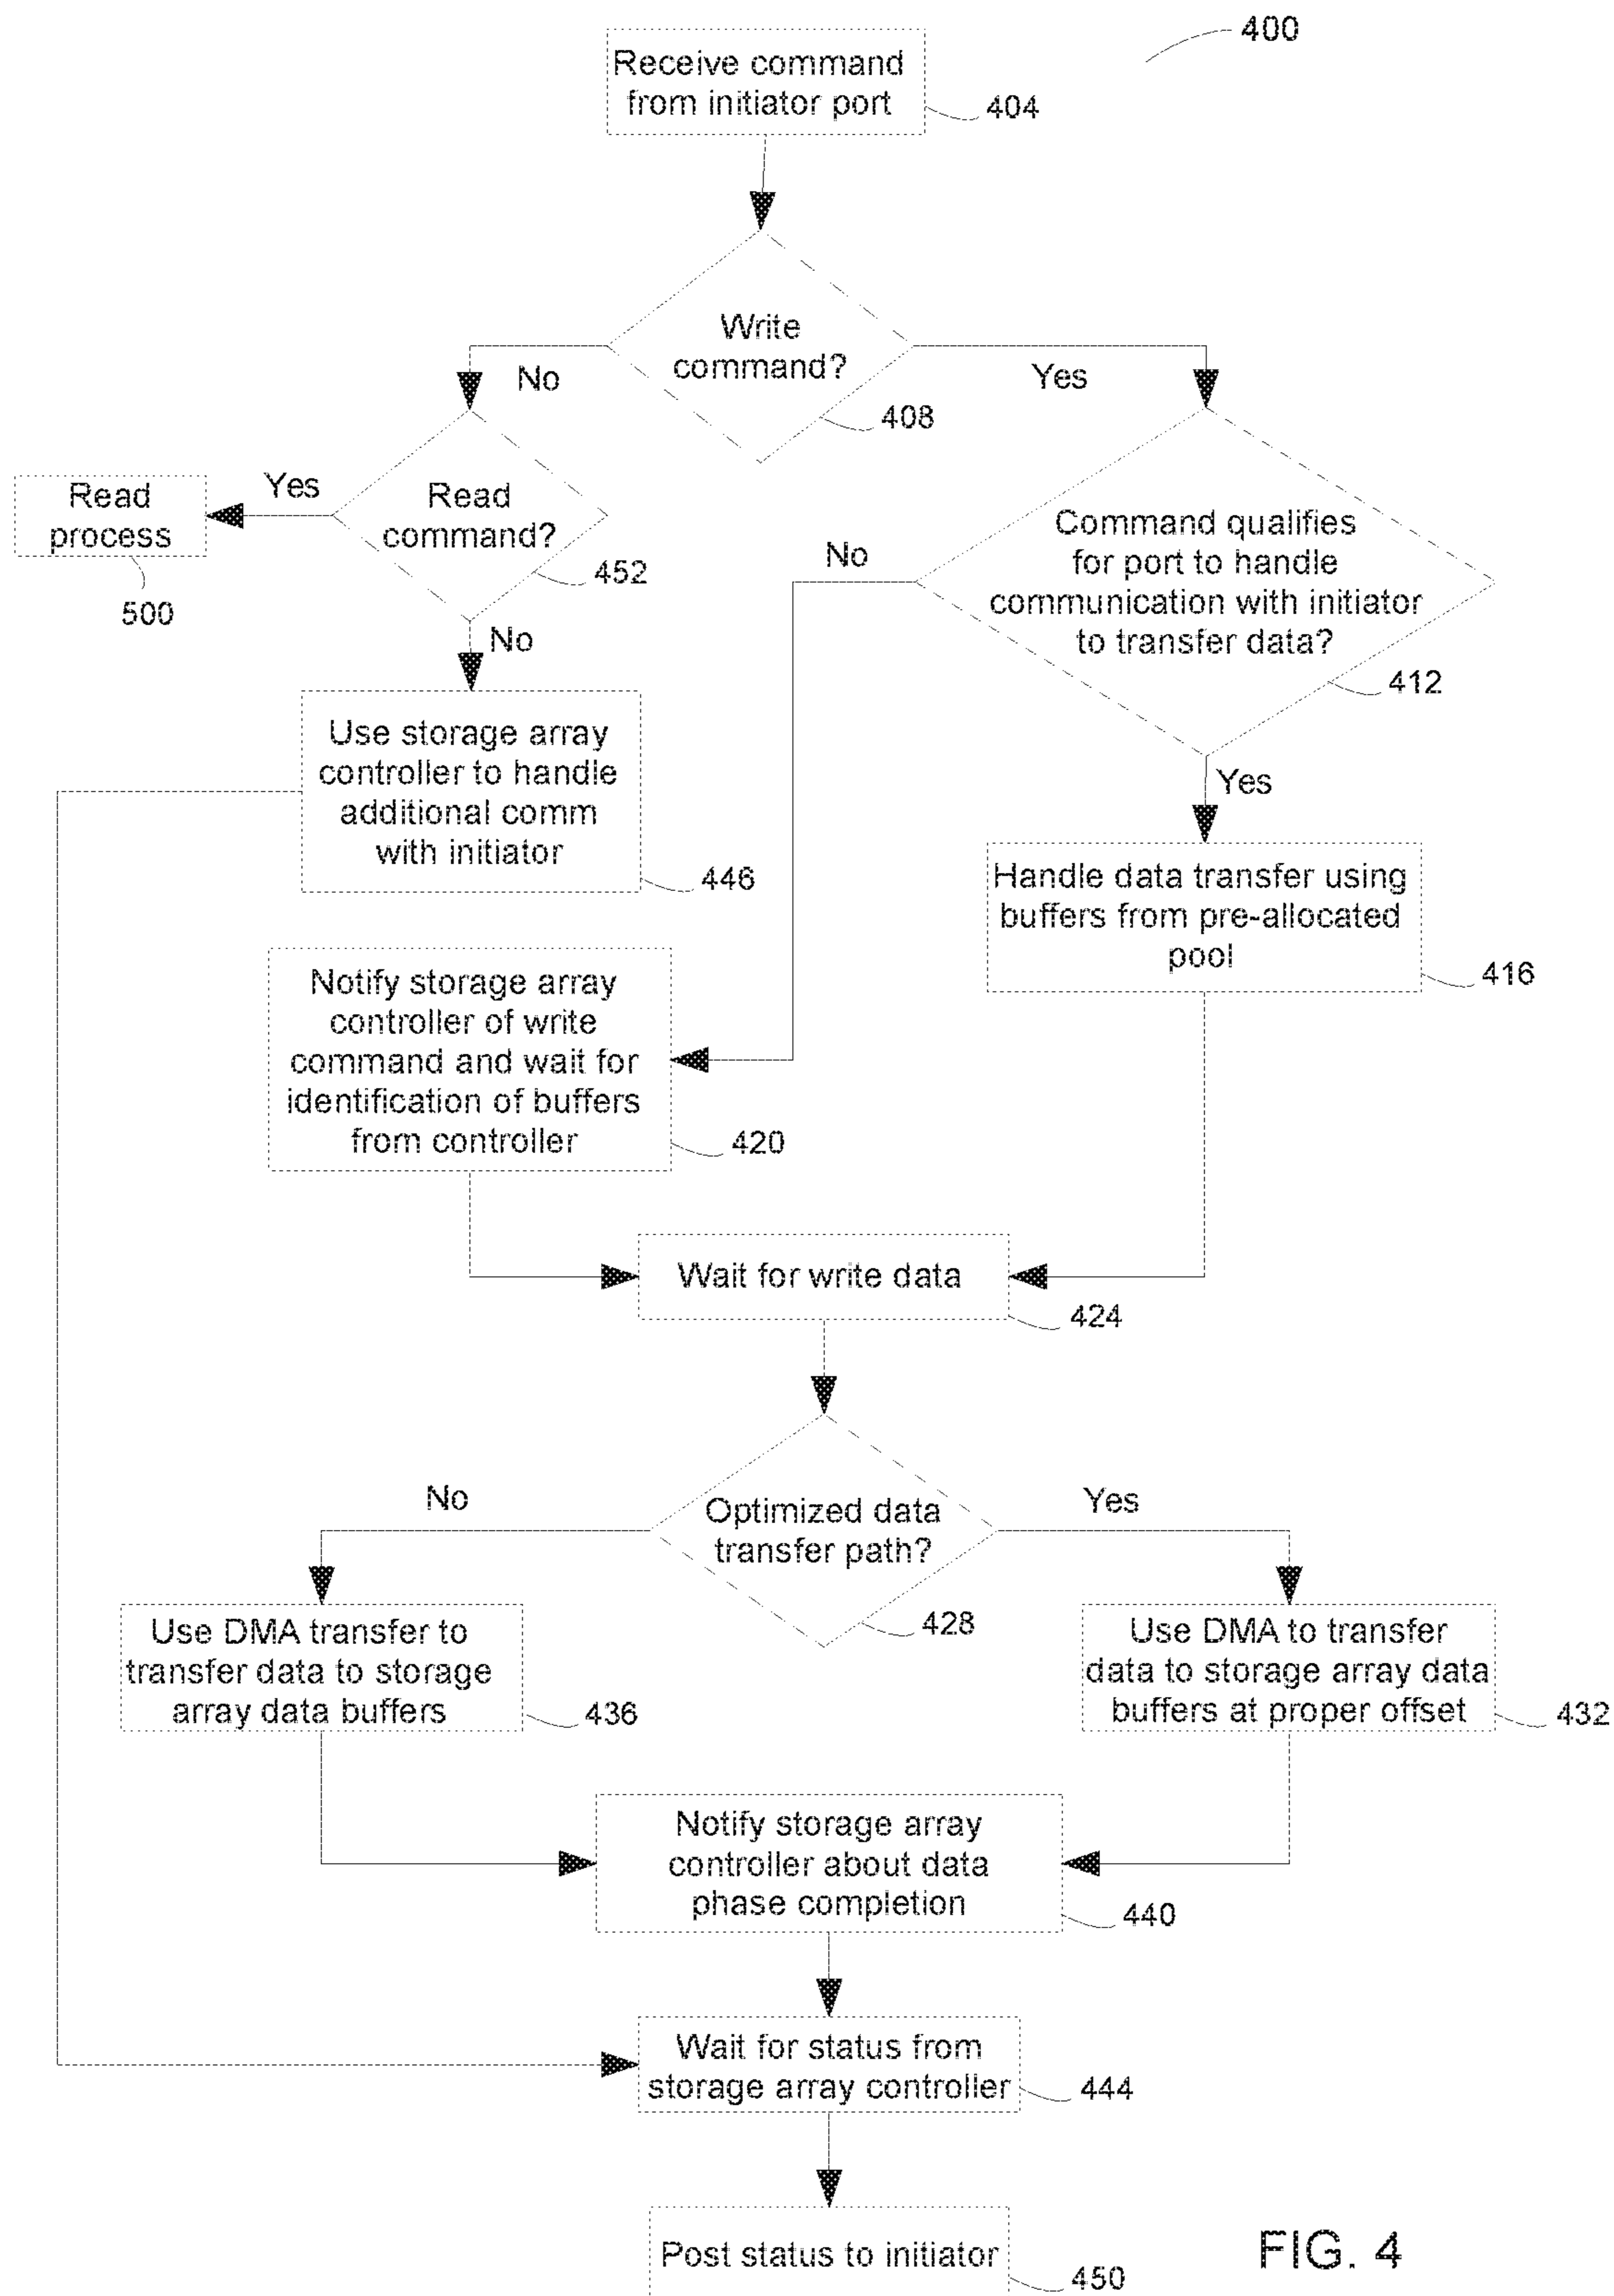 400
Receive command
from initiator port
404
Write
command?
408
No
Yes
Read
process
500
Yes
Read
command?
452
No
Command qualifies
for port to handle
communication with initiator
to transfer data?
412
No
Yes
Use storage array
controller to handle
additional comm
with initiator
446
Handle data transfer using
buffers from pre-allocated
pool
416
Notify storage array
controller of write
command and wait for
identification of buffers
from controller
420
Wait for write data
424
Optimized data
transfer path?
428
No
Yes
Use DMA transfer to
transfer data to storage
array data buffers
436
Use DMA to transfer
data to storage array data
buffers at proper offset
432
Notify storage array
controller about data
phase completion
440
Wait for status from
storage array controller
444
Post status to initiator
450
FIG. 4